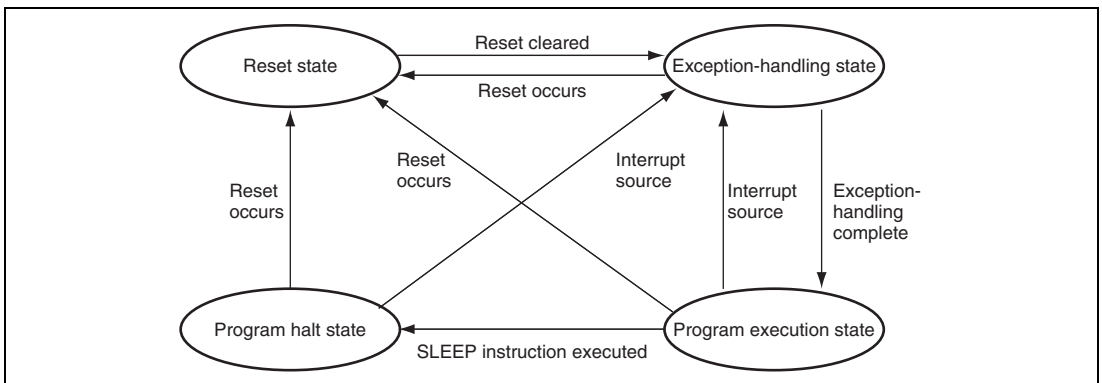 Reset cleared
Reset state
Exception-handling state
Reset occurs
Reset
occurs
Interrupt
source
Reset
occurs
Interrupt
source
Exception-
handling
complete
Program halt state
Program execution state
SLEEP instruction executed